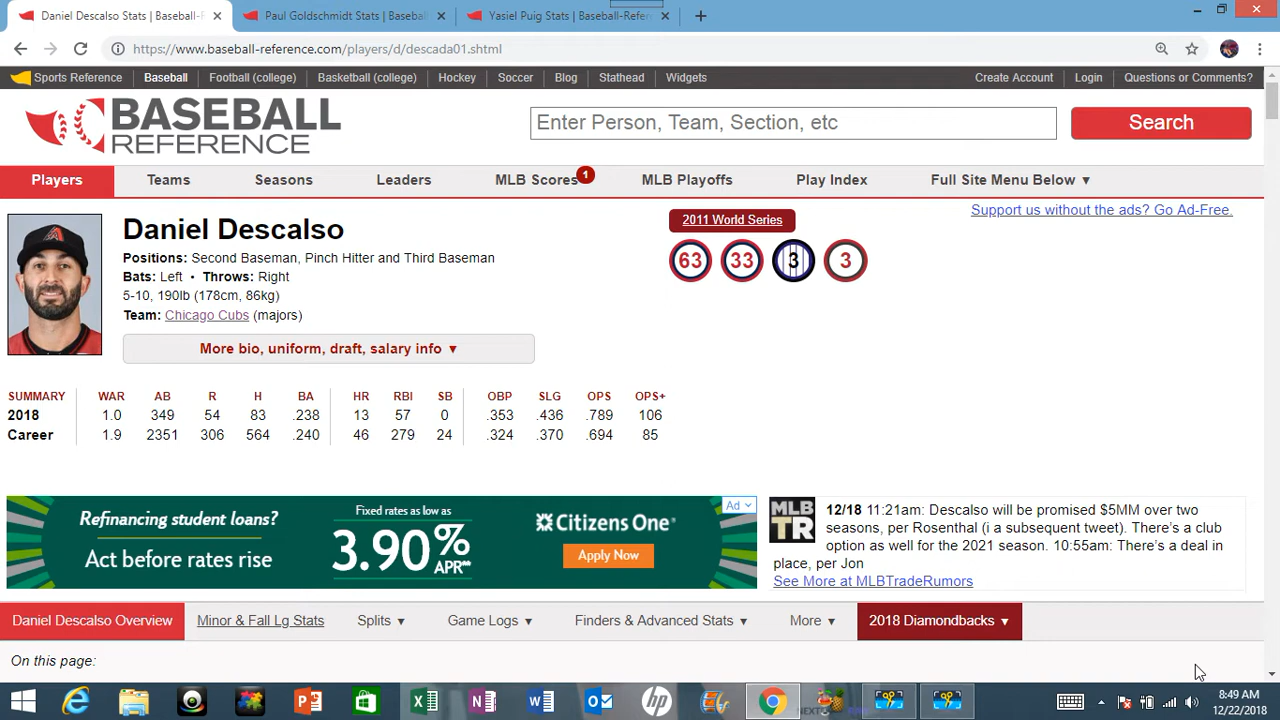 Daniel Descalso Stats | Baseball-R
Paul Goldschmidt Stats | Baseball
Yasiel Puig Stats | Baseball-Refer
https://www.baseball-reference.com/players/d/descada01.shtml
Sports Reference Baseball Football (college) Basketball (college) Hockey Soccer Blog Stathead Widgets Create Account Login Questions or Comments?
BASEBALL
REFERENCE
Enter Person, Team, Section, etc
Search
Players Teams Seasons Leaders MLB Scores 1 MLB Playoffs Play Index Full Site Menu Below ▼
Support us without the ads? Go Ad-Free.
Daniel Descalso
Positions: Second Baseman, Pinch Hitter and Third Baseman
Bats: Left • Throws: Right
5-10, 190lb (178cm, 86kg)
Team: Chicago Cubs (majors)
More bio, uniform, draft, salary info ▼
2011 World Series
63 33 3 3
SUMMARY WAR AB R H BA HR RBI SB OBP SLG OPS OPS+
2018 1.0 349 54 83 .238 13 57 0 .353 .436 .789 106
Career 1.9 2351 306 564 .240 46 279 24 .324 .370 .694 85
Refinancing student loans?
Act before rates rise
Fixed rates as low as
3.90% APR**
Citizens One®
Apply Now
Ad
MLB
TR
12/18 11:21am: Descalso will be promised $5MM over two
seasons, per Rosenthal (i a subsequent tweet). There's a club
option as well for the 2021 season. 10:55am: There's a deal in
place, per Jon
See More at MLBTradeRumors
Daniel Descalso Overview Minor & Fall Lg Stats Splits ▼ Game Logs ▼ Finders & Advanced Stats ▼ More ▼ 2018 Diamondbacks ▼
On this page:
8:49 AM
12/22/2018